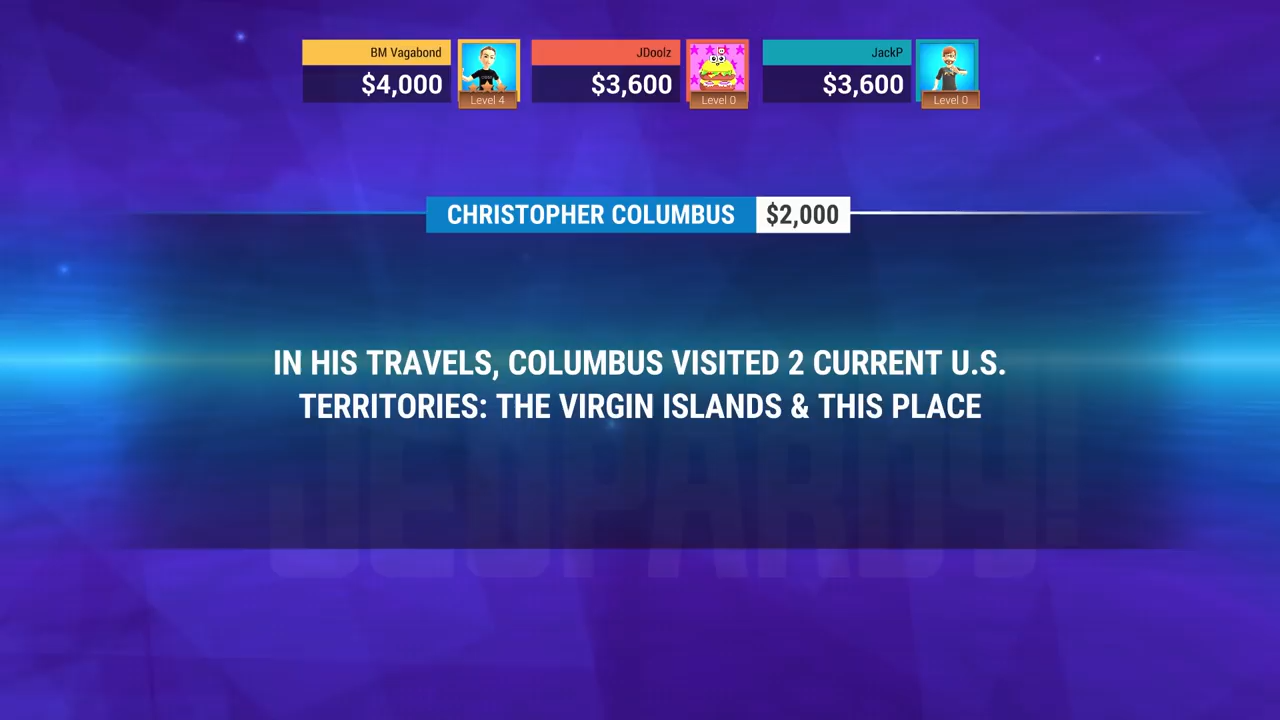 BM Vagabond
$4,000
Level 4
JDoolz
$3,600
Level 0
JackP
$3,600
Level 0
CHRISTOPHER COLUMBUS $2,000
IN HIS TRAVELS, COLUMBUS VISITED 2 CURRENT U.S.
TERRITORIES: THE VIRGIN ISLANDS & THIS PLACE
JEOPARDY!